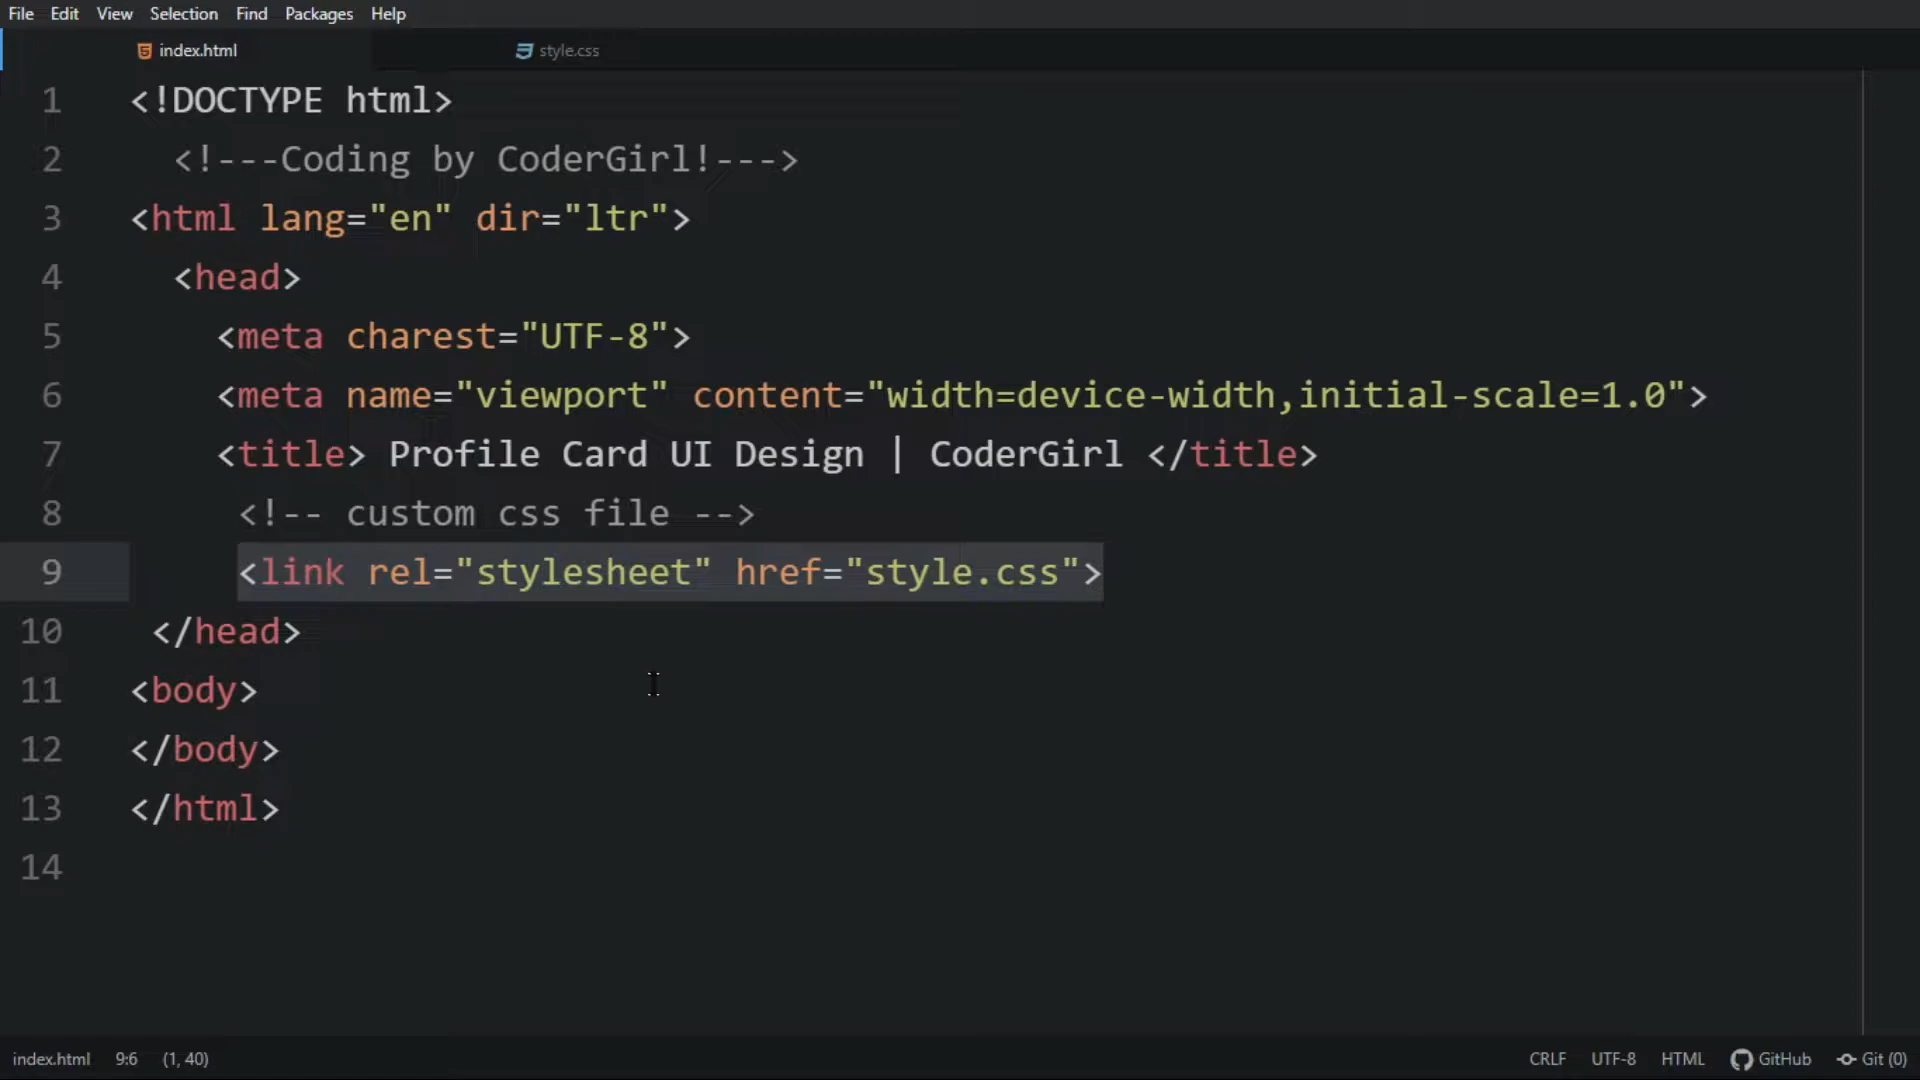 File Edit View Selection Find Packages Help
index.html style.css
1 <!DOCTYPE html>
2 <!---Coding by CoderGirl!--->
3 <html lang="en" dir="ltr">
4 <head>
5 <meta charest="UTF-8">
6 <meta name="viewport" content="width=device-width,initial-scale=1.0">
7 <title> Profile Card UI Design | CoderGirl </title>
8 <!-- custom css file -->
9 <link rel="stylesheet" href="style.css">
10 </head>
11 <body>
12 </body>
13 </html>
14
index.html 9:6 (1, 40) CRLF UTF-8 HTML GitHub Git (0)